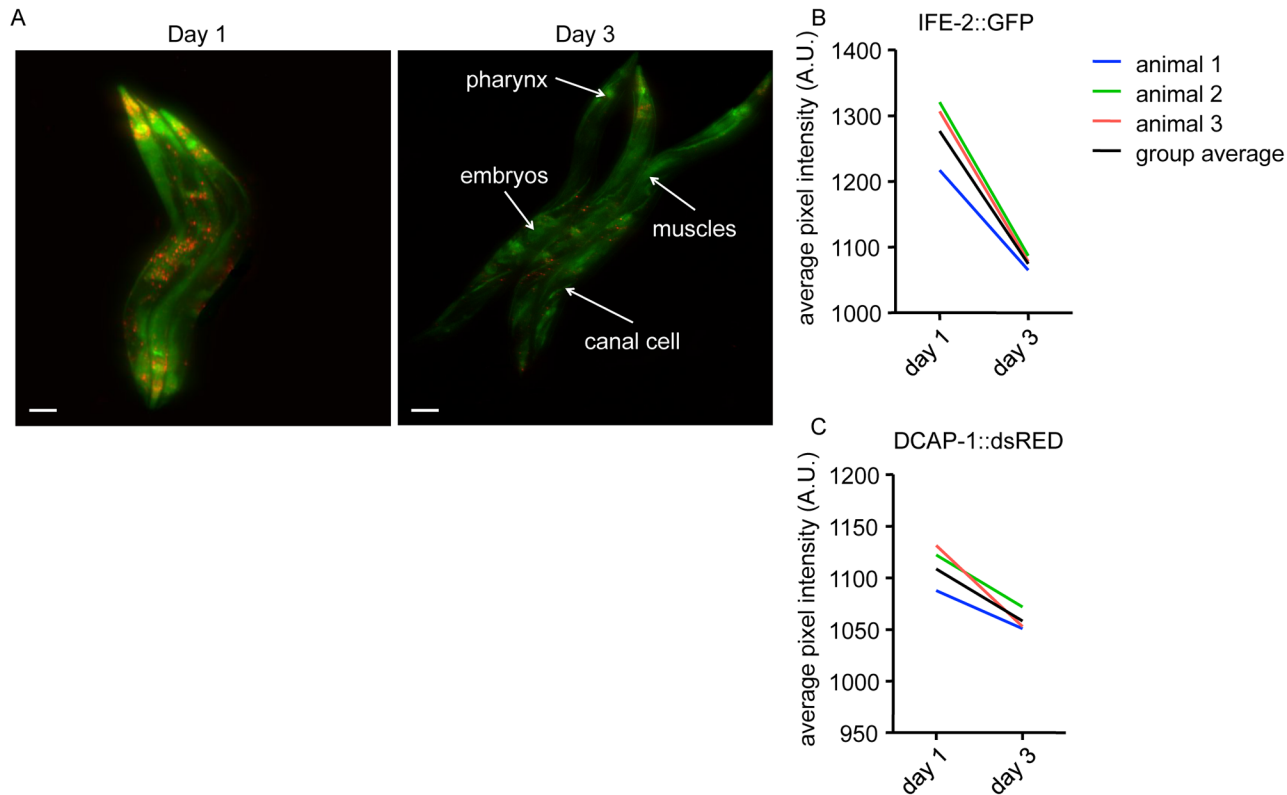 A
Day 1
Day 3
pharynx
embryos
muscles
canal cell
B
IFE-2::GFP
average pixel intensity (A.U.)
1400
1300
1200
1100
1000
day 1
day 3
animal 1
animal 2
animal 3
group average
C
DCAP-1::dsRED
average pixel intensity (A.U.)
1200
1150
1100
1050
1000
950
day 1
day 3